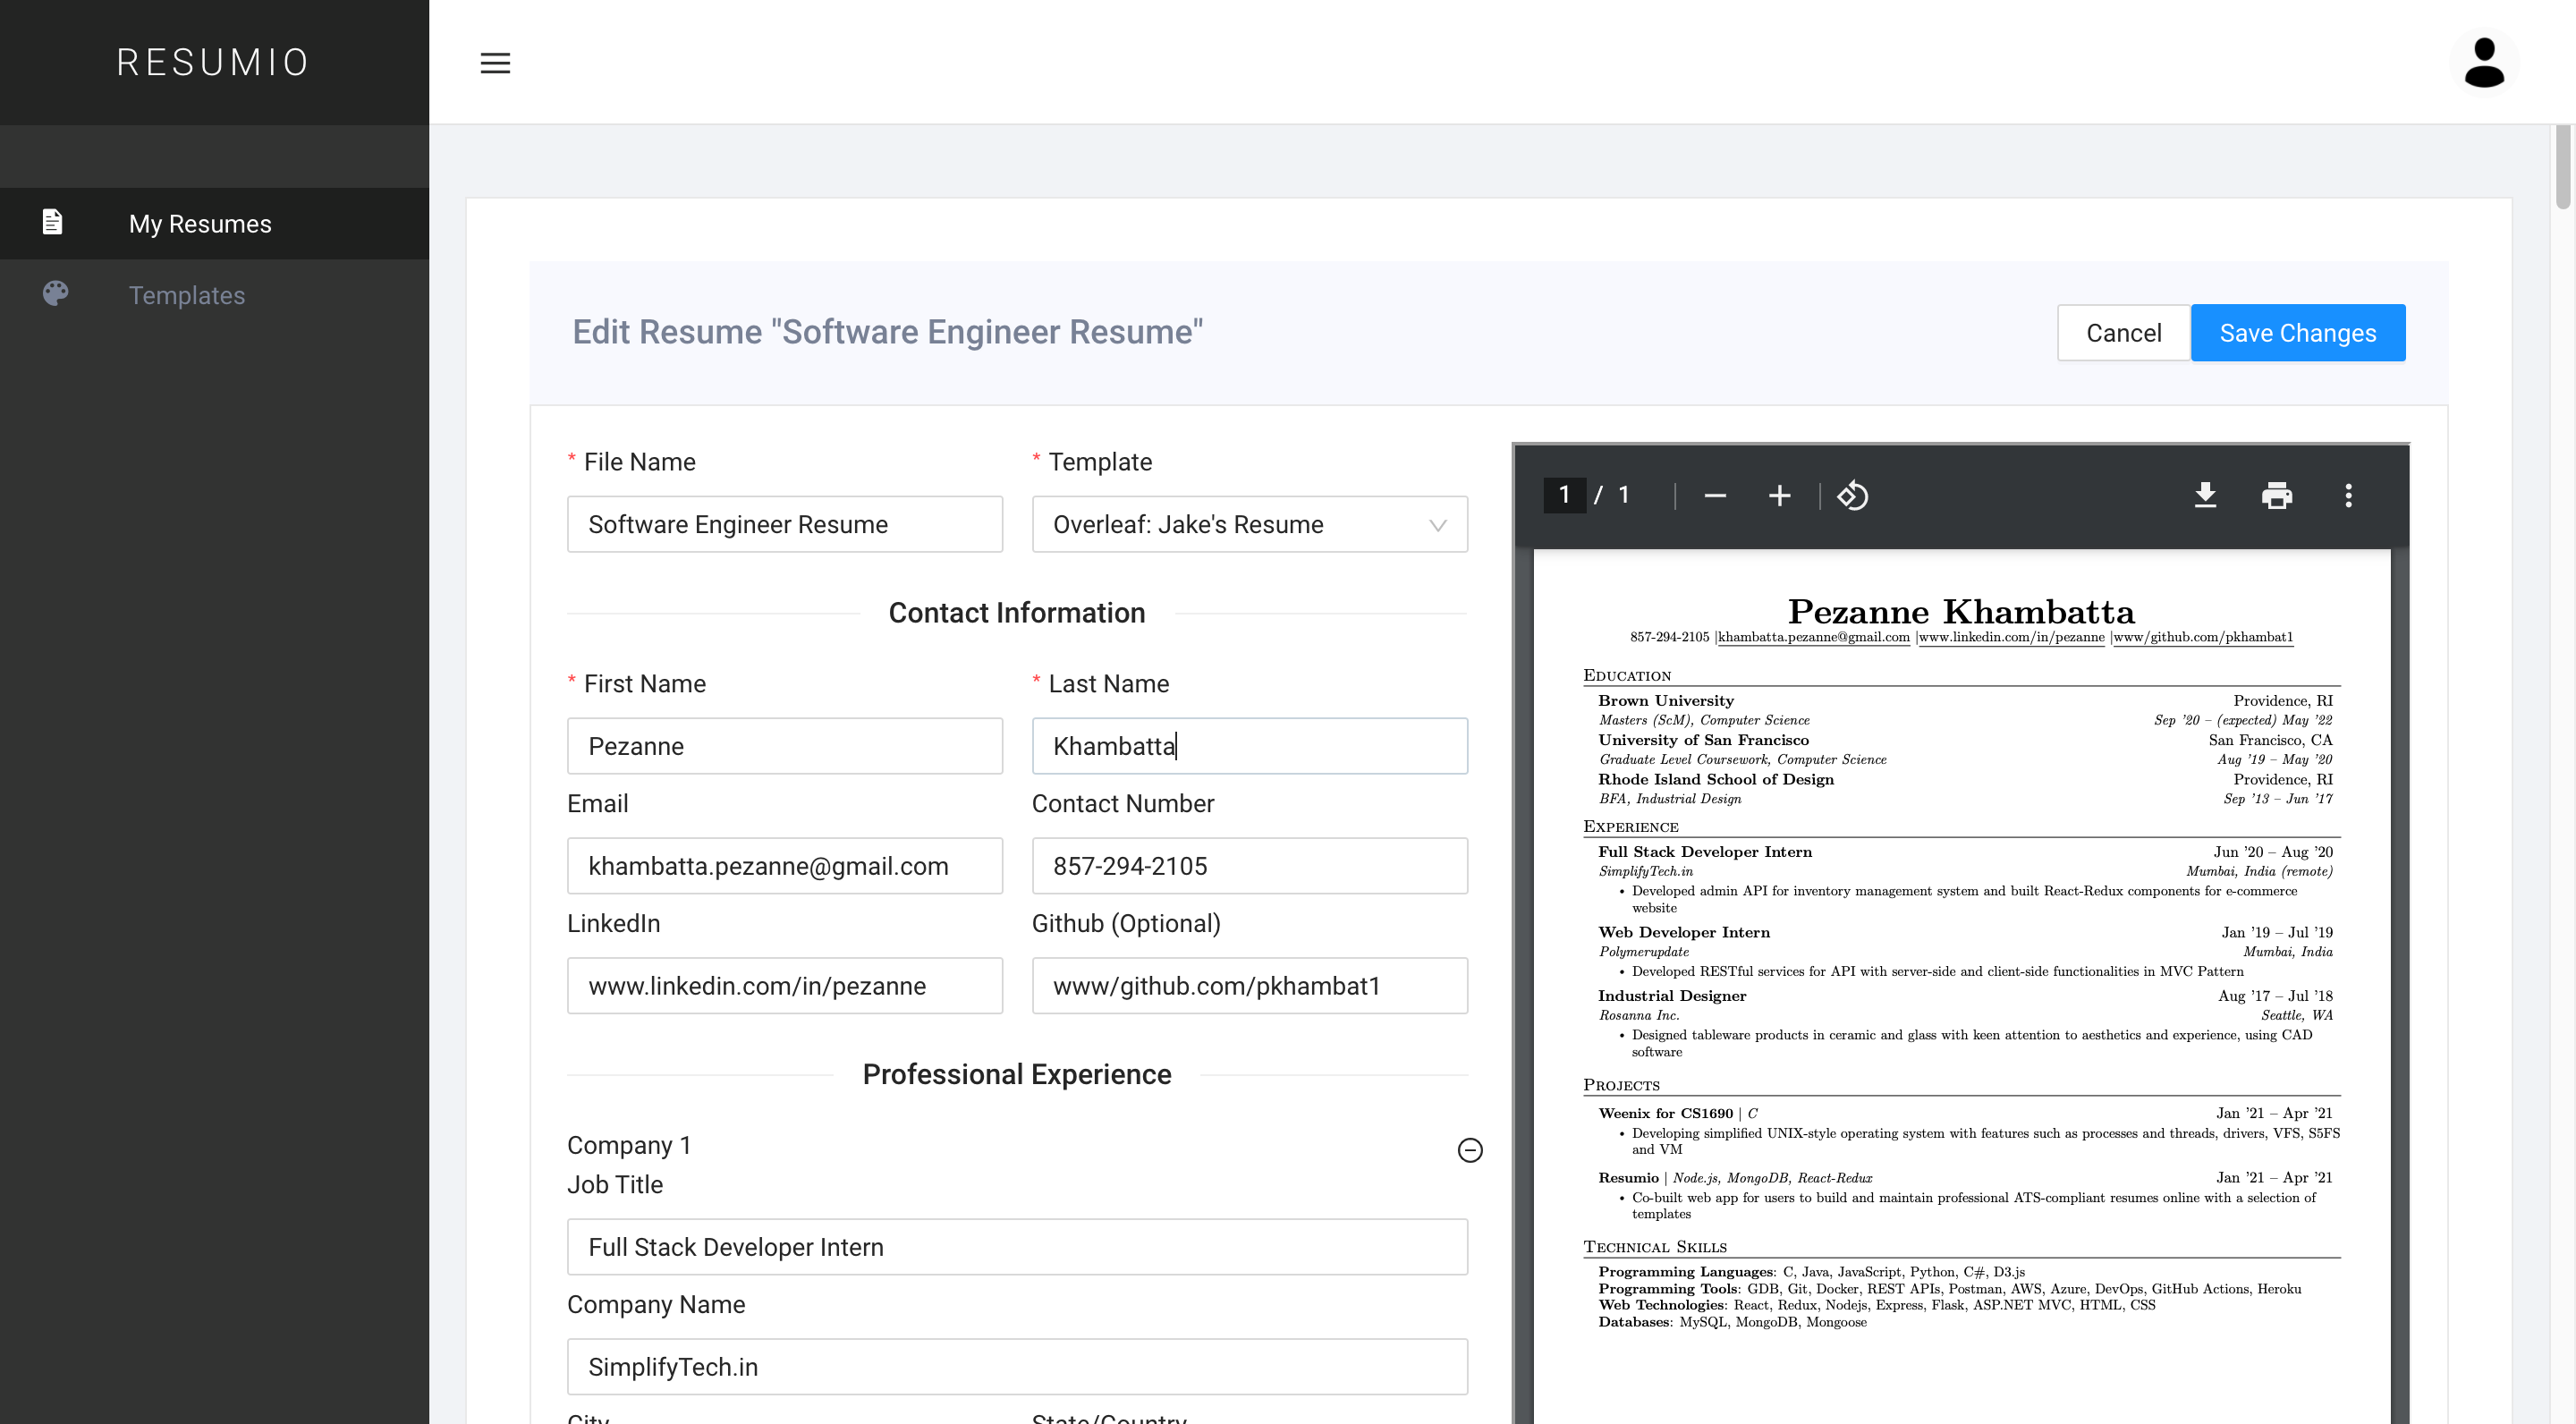 RESUMIO
My Resumes
Templates
Edit Resume "Software Engineer Resume"
Cancel
Save Changes
* File Name
* Template
Software Engineer Resume
Overleaf: Jake's Resume
Contact Information
* First Name
* Last Name
Pezanne
Khambatta
Email
Contact Number
khambatta.pezanne@gmail.com
857-294-2105
LinkedIn
Github (Optional)
www.linkedin.com/in/pezanne
www/github.com/pkhambat1
Professional Experience
Company 1
Job Title
Full Stack Developer Intern
Company Name
SimplifyTech.in
City
State/Country
1 / 1
Pezanne Khambatta
857-294-2105 |khambatta.pezanne@gmail.com |www.linkedin.com/in/pezanne |www/github.com/pkhambat1
Education
Brown University Providence, RI
Masters (ScM), Computer Science Sep '20 – (expected) May '22
University of San Francisco San Francisco, CA
Graduate Level Coursework, Computer Science Aug '19 – May '20
Rhode Island School of Design Providence, RI
BFA, Industrial Design Sep '13 – Jun '17
Experience
Full Stack Developer Intern Jun '20 – Aug '20
SimplifyTech.in Mumbai, India (remote)
• Developed admin API for inventory management system and built React-Redux components for e-commerce
website
Web Developer Intern Jan '19 – Jul '19
Polymerupdate Mumbai, India
• Developed RESTful services for API with server-side and client-side functionalities in MVC Pattern
Industrial Designer Aug '17 – Jul '18
Rosanna Inc. Seattle, WA
• Designed tableware products in ceramic and glass with keen attention to aesthetics and experience, using CAD
software
Projects
Weenix for CS1690 | C Jan '21 – Apr '21
• Developing simplified UNIX-style operating system with features such as processes and threads, drivers, VFS, S5FS
and VM
Resumio | Node.js, MongoDB, React-Redux Jan '21 – Apr '21
• Co-built web app for users to build and maintain professional ATS-compliant resumes online with a selection of
templates
Technical Skills
Programming Languages: C, Java, JavaScript, Python, C#, D3.js
Programming Tools: GDB, Git, Docker, REST APIs, Postman, AWS, Azure, DevOps, GitHub Actions, Heroku
Web Technologies: React, Redux, Nodejs, Express, Flask, ASP.NET MVC, HTML, CSS
Databases: MySQL, MongoDB, Mongoose